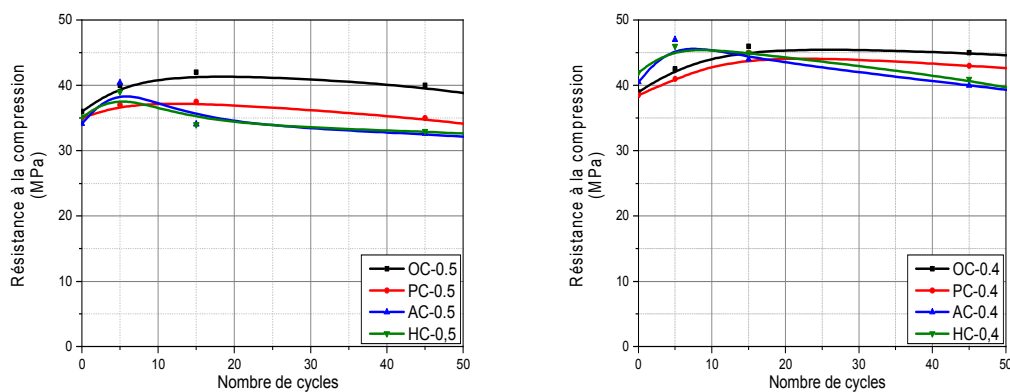 Résistance à la compression
(MPa)
50
40
30
20
10
0
0 10 20 30 40 50
Nombre de cycles
OC-0.5
PC-0.5
AC-0.5
HC-0,5
Résistance à la compression
(MPa)
50
40
30
20
10
0
0 10 20 30 40 50
Nombre de cycles
OC-0.4
PC-0.4
AC-0.4
HC-0,4